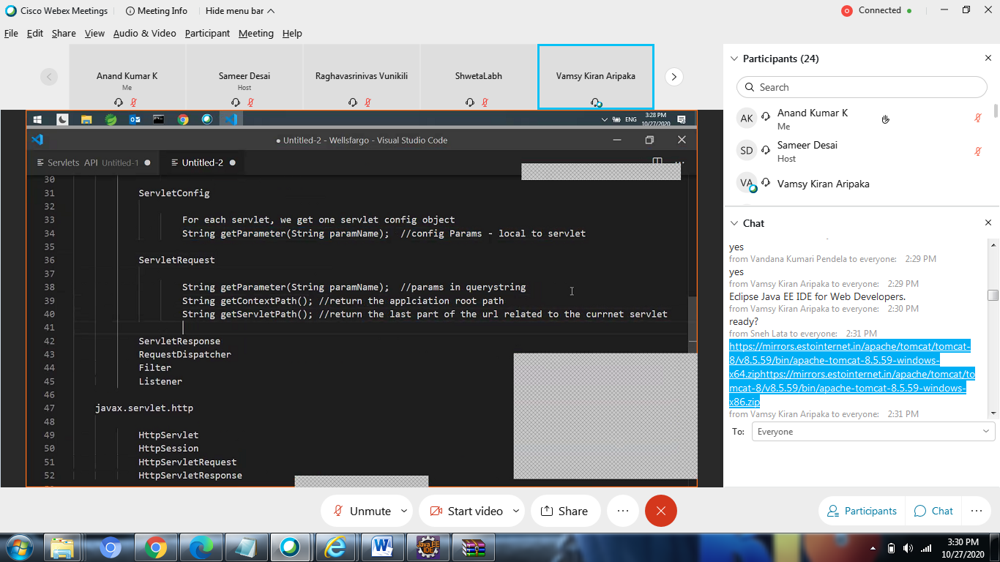 Cisco Webex Meetings
Meeting Info
Hide menu bar
Connected
File Edit Share View Audio & Video Participant Meeting Help
Anand Kumar K
Me
Sameer Desai
Host
Raghavasrinivas Vunikili
ShwetaLabh
Vamsy Kiran Aripaka
3:28 PM
ENG
10/27/2020
● Untitled-2 - Wellsfargo - Visual Studio Code
Servlets API Untitled-1 ●
Untitled-2 ●
30
31 ServletConfig
32
33 For each servlet, we get one servlet config object
34 String getParameter(String paramName); //config Params - local to servlet
35
36 ServletRequest
37
38 String getParameter(String paramName); //params in querystring
39 String getContextPath(); //return the applciation root path
40 String getServletPath(); //return the last part of the url related to the currnet servlet
41
42 ServletResponse
43 RequestDispatcher
44 Filter
45 Listener
46
47 javax.servlet.http
48
49 HttpServlet
50 HttpSession
51 HttpServletRequest
52 HttpServletResponse
Participants (24)
Search
AK Anand Kumar K
Me
SD Sameer Desai
Host
VA Vamsy Kiran Aripaka
Chat
yes
from Vandana Kumari Pendela to everyone: 2:29 PM
yes
from Vamsy Kiran Aripaka to everyone: 2:29 PM
Eclipse Java EE IDE for Web Developers.
from Vamsy Kiran Aripaka to everyone: 2:30 PM
ready?
from Sneh Lata to everyone: 2:31 PM
https://mirrors.estointernet.in/apache/tomcat/tomcat-
8/v8.5.59/bin/apache-tomcat-8.5.59-windows-
x64.ziphttps://mirrors.estointernet.in/apache/tomcat/to
mcat-8/v8.5.59/bin/apache-tomcat-8.5.59-windows-
x86.zip
from Vamsy Kiran Aripaka to everyone: 2:31 PM
To: Everyone
Unmute
Start video
Share
Participants
Chat
Java EE
IDE
3:30 PM
10/27/2020